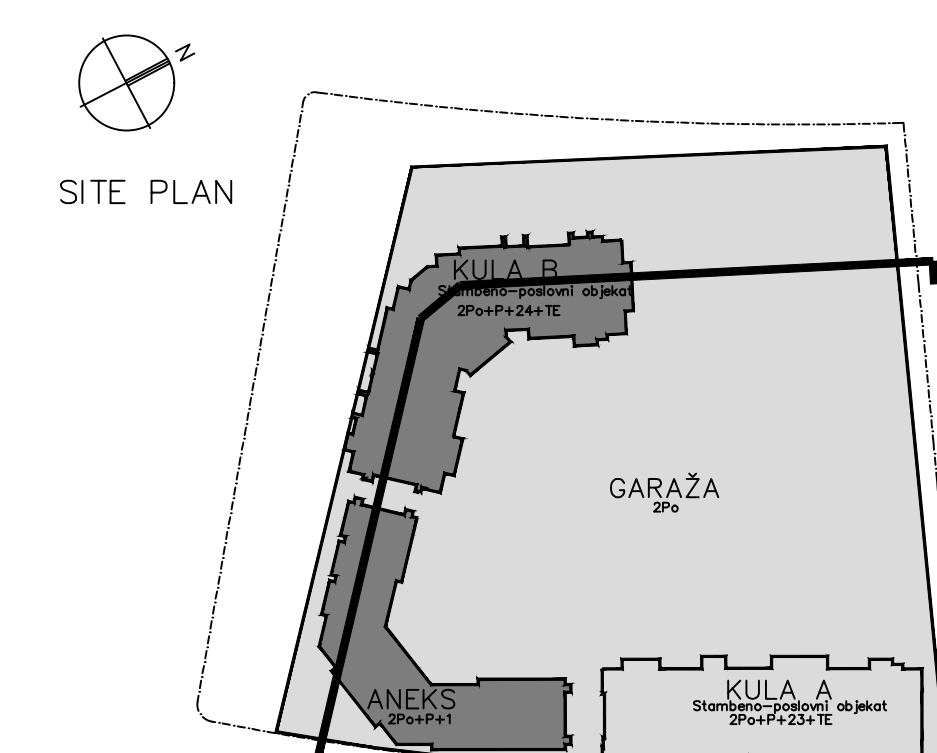 N
SITE PLAN
KULA B
Stambeno-poslovni objekat
2Po+P+24+TE
GARAŽA
2Po
ANEKS
2Po+P+1
KULA A
Stambeno-poslovni objekat
2Po+P+23+TE